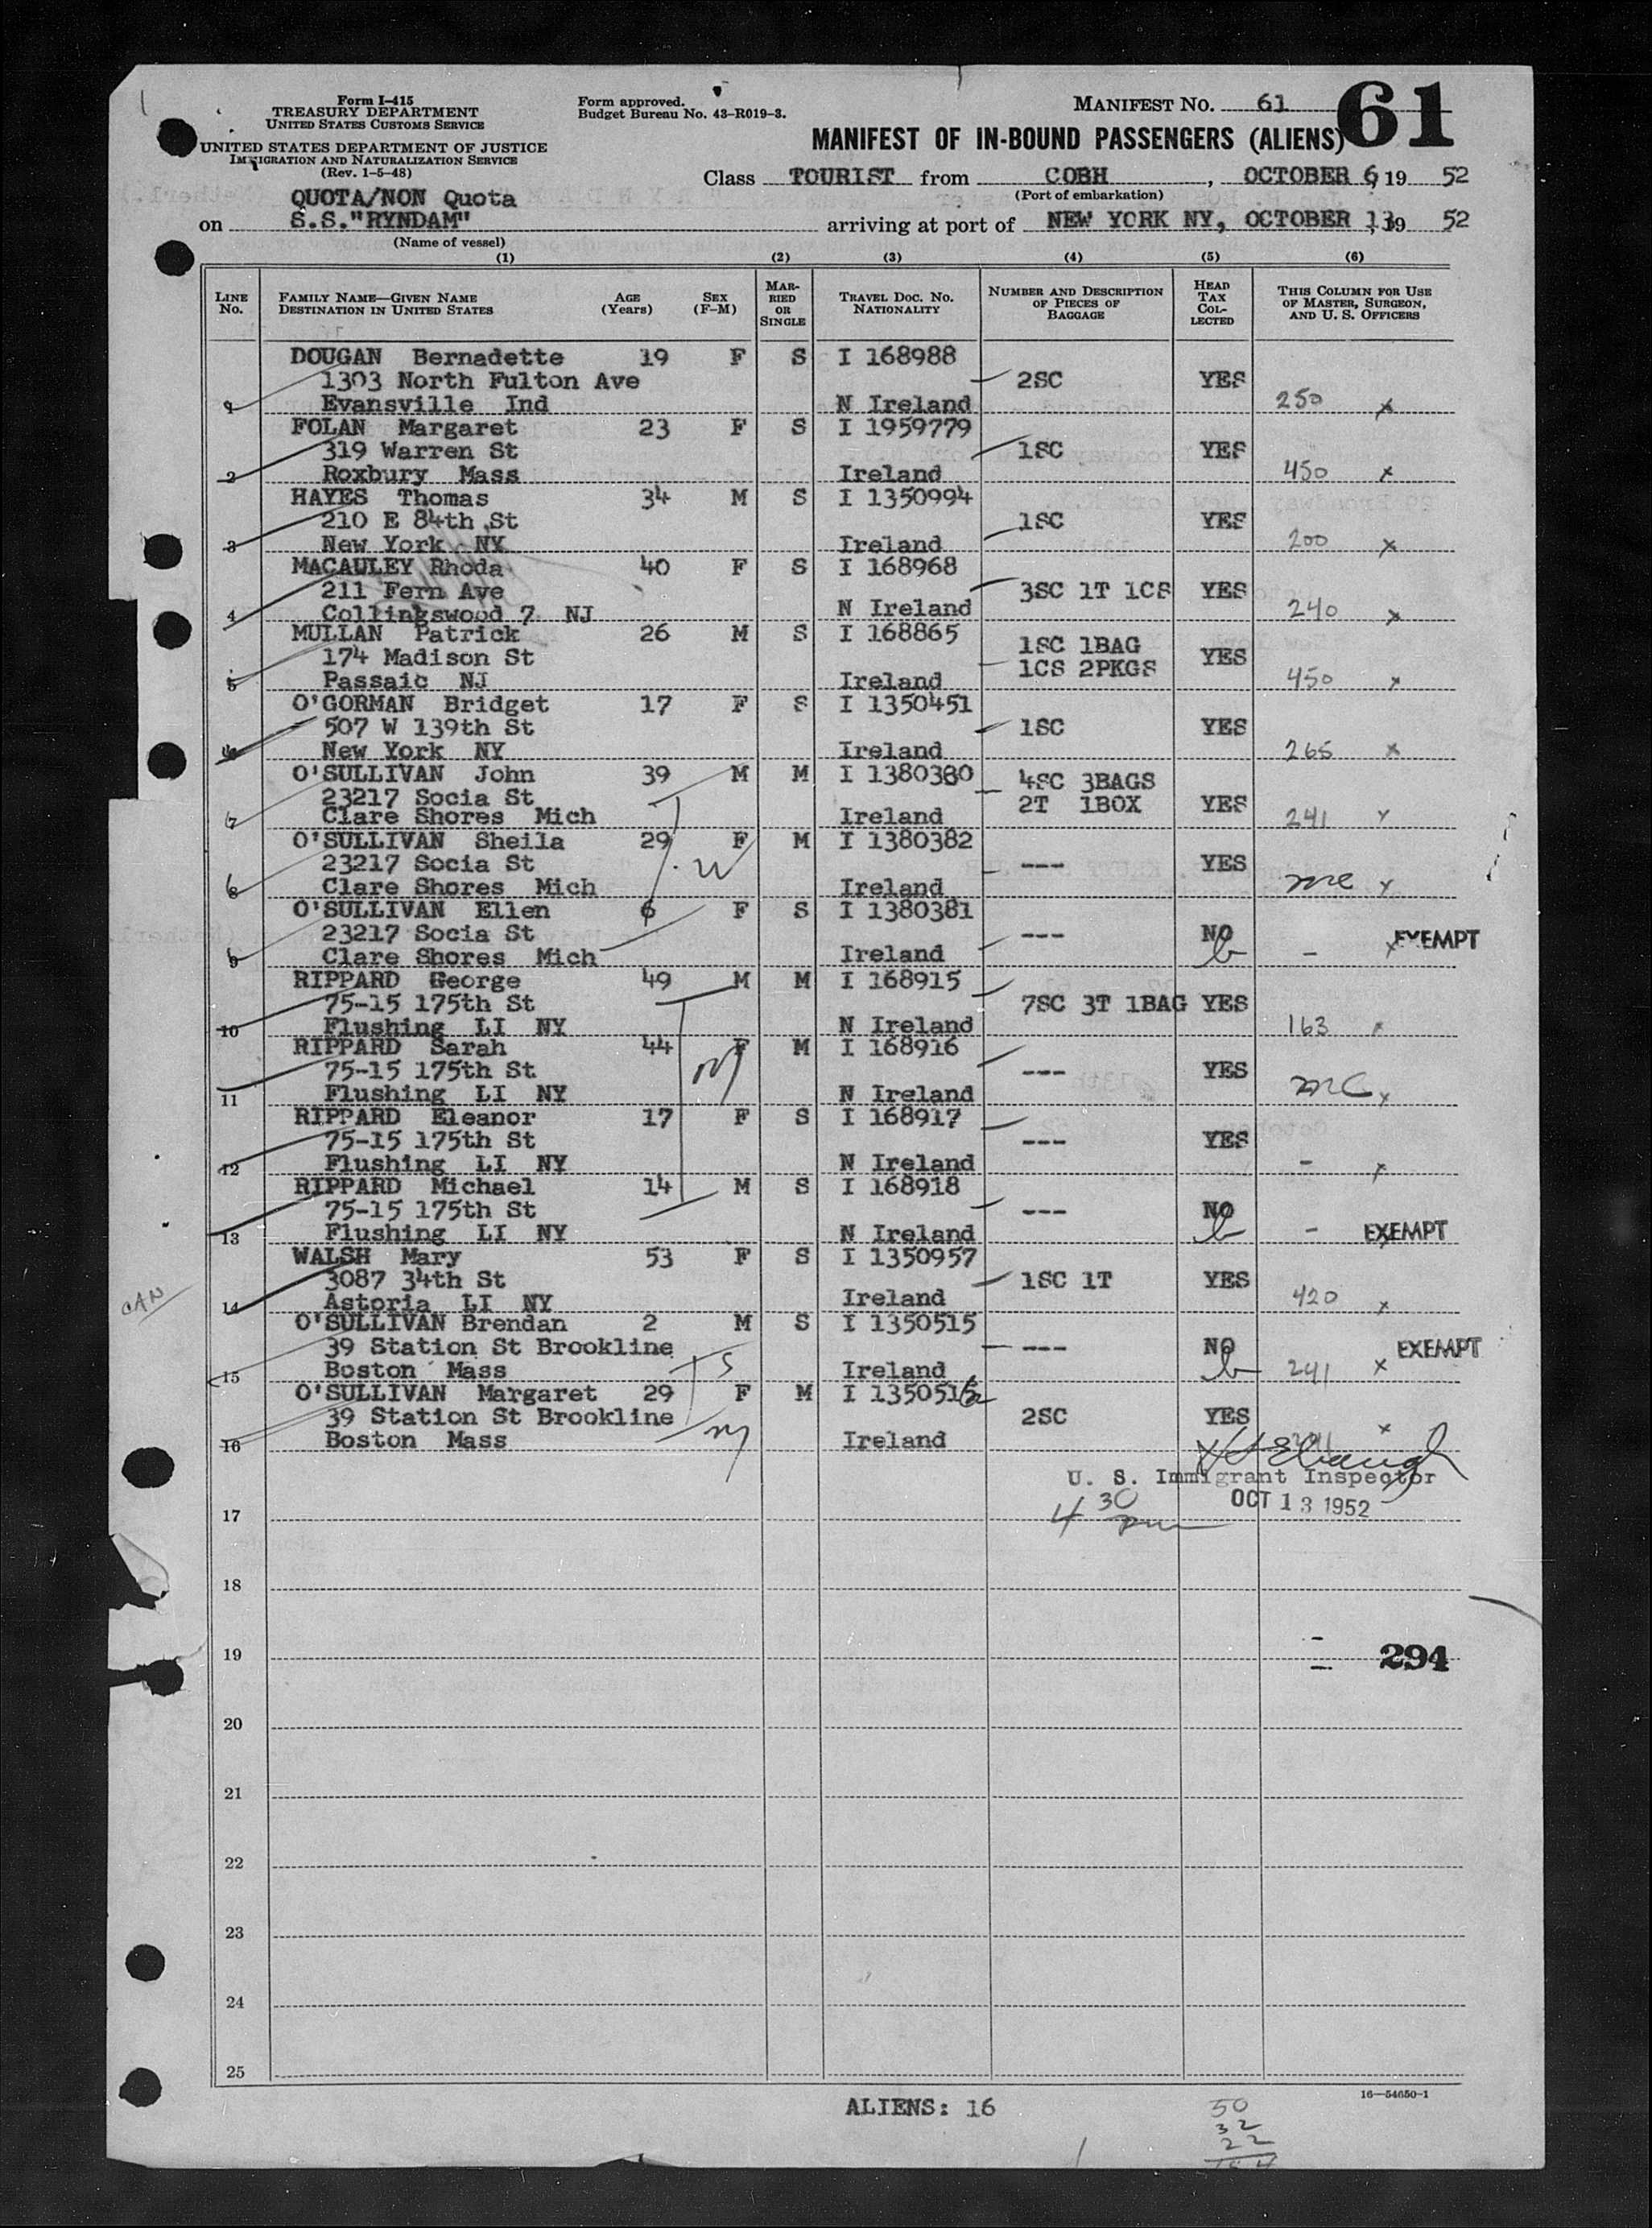 Form I-415
TREASURY DEPARTMENT
UNITED STATES CUSTOMS SERVICE
UNITED STATES DEPARTMENT OF JUSTICE
IMMIGRATION AND NATURALIZATION SERVICE
(Rev. 1-5-48)
Form approved.
Budget Bureau No. 43-R019-3.
MANIFEST NO. 61
61
MANIFEST OF IN-BOUND PASSENGERS (ALIENS)
Class TOURIST from COBH, OCTOBER 6, 19 52
(Port of embarkation)
QUOTA/NON Quota
on S.S."RYNDAM" arriving at port of NEW YORK NY, OCTOBER 13, 19 52
(Name of vessel)
(1) (2) (3) (4) (5) (6)
LINE No. FAMILY NAME—GIVEN NAME DESTINATION IN UNITED STATES AGE (Years) SEX (F-M) MARRIED OR SINGLE TRAVEL DOC. NO. NATIONALITY NUMBER AND DESCRIPTION OF PIECES OF BAGGAGE HEAD TAX COLLECTED THIS COLUMN FOR USE OF MASTER, SURGEON, AND U. S. OFFICERS
DOUGAN Bernadette 19 F S I 168988
1303 North Fulton Ave 2SC YES
Evansville Ind N Ireland 250 x
FOLAN Margaret 23 F S I 1959779
319 Warren St 1SC YES
2 Roxbury Mass Ireland 450 x
HAYES Thomas 34 M S I 1350994
210 E 84th St 1SC YES
3 New York NY Ireland 200 x
MACAULEY Rhoda 40 F S I 168968
211 Fern Ave 3SC 1T 1CS YES
4 Collingswood 7 NJ N Ireland 240 x
MULLAN Patrick 26 M S I 168865 1SC 1BAG
174 Madison St 1CS 2PKGS YES
5 Passaic NJ Ireland 450 x
O'GORMAN Bridget 17 F S I 1350451
507 W 139th St 1SC YES
6 New York NY Ireland 265 x
O'SULLIVAN John 39 M M I 1380380 4SC 3BAGS
23217 Socia St 2T 1BOX YES
7 Clare Shores Mich Ireland 241 x
O'SULLIVAN Sheila 29 F M I 1380382
23217 Socia St --- YES
8 Clare Shores Mich Ireland x
O'SULLIVAN Ellen 6 F S I 1380381
23217 Socia St --- NO
9 Clare Shores Mich Ireland - x EXEMPT
RIPPARD George 49 M M I 168915
75-15 175th St 7SC 3T 1BAG YES
10 Flushing LI NY N Ireland 163 x
RIPPARD Sarah 44 F M I 168916
75-15 175th St --- YES
11 Flushing LI NY N Ireland x
RIPPARD Eleanor 17 F S I 168917
75-15 175th St --- YES
12 Flushing LI NY N Ireland - x
RIPPARD Michael 14 M S I 168918
75-15 175th St --- NO
13 Flushing LI NY N Ireland - EXEMPT
WALSH Mary 53 F S I 1350957
3087 34th St 1SC 1T YES
CAN 14 Astoria LI NY Ireland 420 x
O'SULLIVAN Brendan 2 M S I 1350515
39 Station St Brookline --- NO EXEMPT
15 Boston Mass Ireland 241 x
O'SULLIVAN Margaret 29 F M I 1350515
39 Station St Brookline 2SC YES x
16 Boston Mass Ireland
U. S. Immigrant Inspector
4 30 pm OCT 13 1952
17
18
19 294
20
21
22
23
24
25
16—54650-1
ALIENS: 16
50
32
22